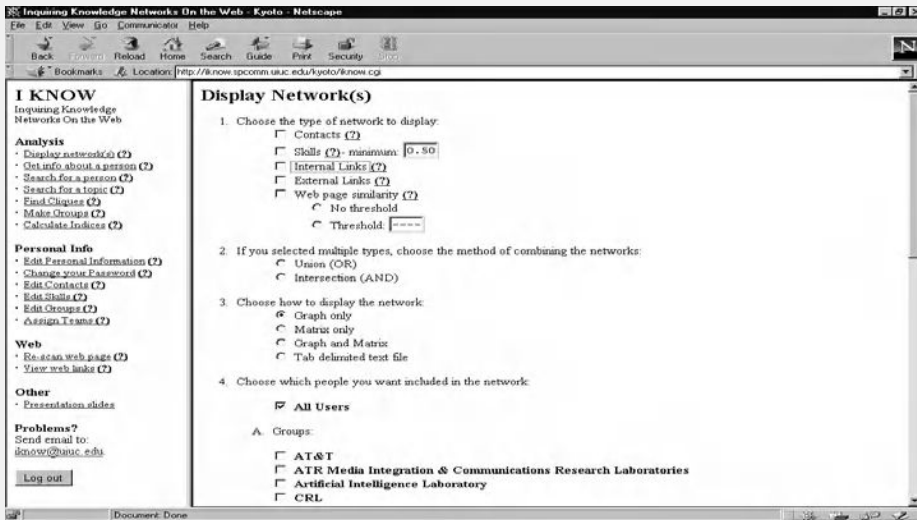 Inquiring Knowledge Networks On the Web - Kyoto - Netscape
File Edit View Go Communicator Help
Back Forward Reload Home Search Guide Print Security Stop
Bookmarks Location: http://iknow.spcomm.uiuc.edu/kyoto/iknow.cgi
I KNOW
Inquiring Knowledge
Networks On the Web
Analysis
· Display network(s) (?)
· Get info about a person (?)
· Search for a person (?)
· Search for a topic (?)
· Find Cliques (?)
· Make Groups (?)
· Calculate Indices (?)
Personal Info
· Edit Personal Information (?)
· Change your Password (?)
· Edit Contacts (?)
· Edit Skills (?)
· Edit Groups (?)
· Assign Teams (?)
Web
· Re-scan web page (?)
· View web links (?)
Other
· Presentation slides
Problems?
Send email to:
iknow@uiuc.edu.
Log out
Display Network(s)
1. Choose the type of network to display:
Contacts (?)
Skills (?)- minimum: 0.50
Internal Links (?)
External Links (?)
Web page similarity (?)
No threshold
Threshold: ----
2. If you selected multiple types, choose the method of combining the networks:
Union (OR)
Intersection (AND)
3. Choose how to display the network:
Graph only
Matrix only
Graph and Matrix
Tab delimited text file
4. Choose which people you want included in the network:
All Users
A. Groups:
AT&T
ATR Media Integration & Communications Research Laboratories
Artificial Intelligence Laboratory
CRL
Document: Done